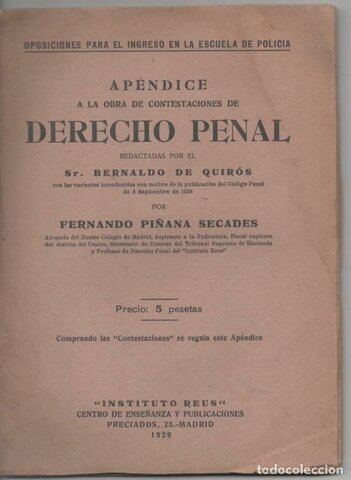 OPOSICIONES PARA EL INGRESO EN LA ESCUELA DE POLICIA
APÉNDICE
A LA OBRA DE CONTESTACIONES DE
DERECHO PENAL
REDACTADAS POR EL
Sr. BERNALDO DE QUIRÓS
con las variantes introducidas con motivo de la publicación del Código Penal
de 8 Septiembre de 1928
POR
FERNANDO PIÑANA SECADES
Abogado del Ilustre Colegio de Madrid, Aspirante a la Judicatura, Fiscal suplente
del distrito del Centro, Secretario de Cuentas del Tribunal Supremo de Hacienda
y Profesor de Derecho Penal del "Instituto Reus"
Precio: 5 pesetas
Comprando las "Contestaciones" se regala este Apéndice
"INSTITUTO REUS"
CENTRO DE ENSEÑANZA Y PUBLICACIONES
PRECIADOS, 23.-MADRID
1929
todocoleccion